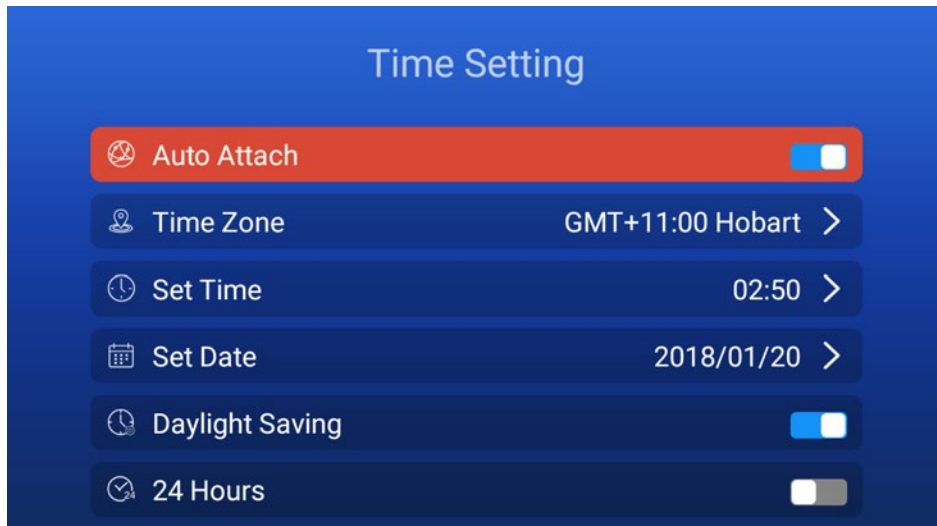 Time Setting
Auto Attach
Time Zone GMT+11:00 Hobart
Set Time 02:50
Set Date 2018/01/20
Daylight Saving
24 Hours